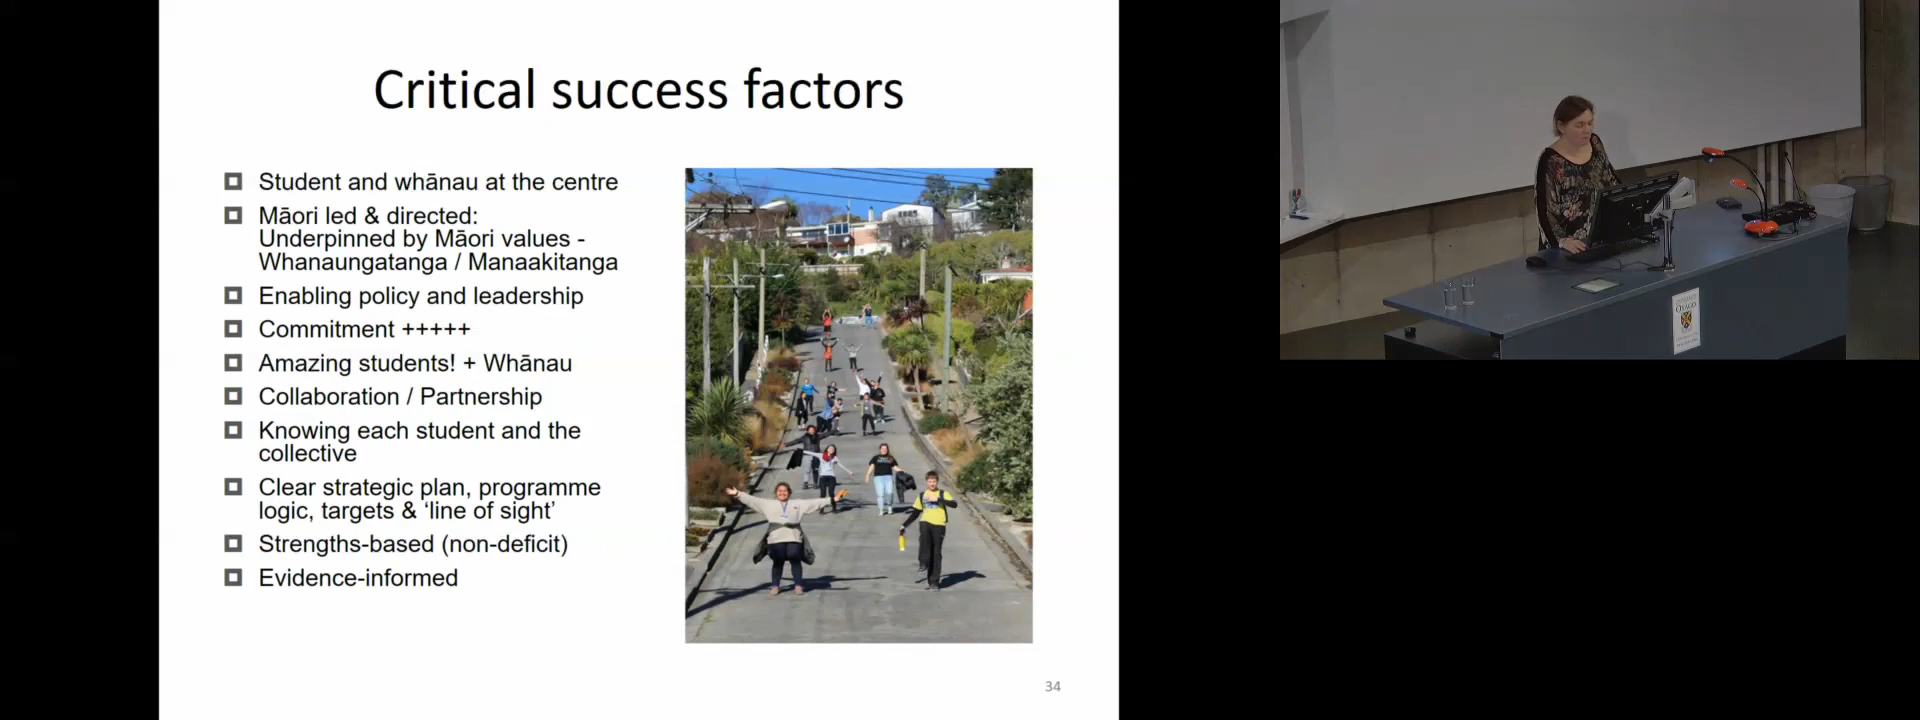 Critical success factors
Student and whānau at the centre
Māori led & directed:
Underpinned by Māori values -
Whanaungatanga / Manaakitanga
Enabling policy and leadership
Commitment +++++
Amazing students! + Whānau
Collaboration / Partnership
Knowing each student and the
collective
Clear strategic plan, programme
logic, targets & ‘line of sight’
Strengths-based (non-deficit)
Evidence-informed
34
OTAGO